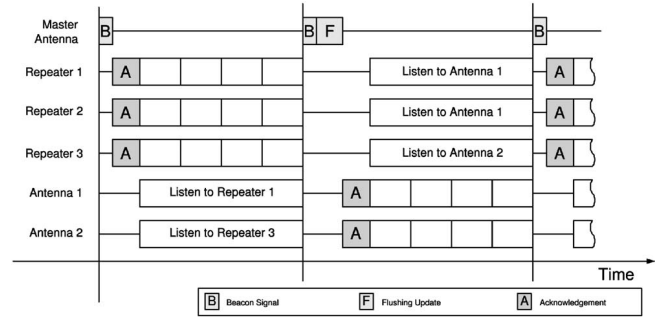 Master
Antenna
B
B F
B
Repeater 1
A
Listen to Antenna 1
A
Repeater 2
A
Listen to Antenna 1
A
Repeater 3
A
Listen to Antenna 2
A
Antenna 1
Listen to Repeater 1
A
Antenna 2
Listen to Repeater 3
A
Time
B Beacon Signal
F Flushing Update
A Acknowledgement